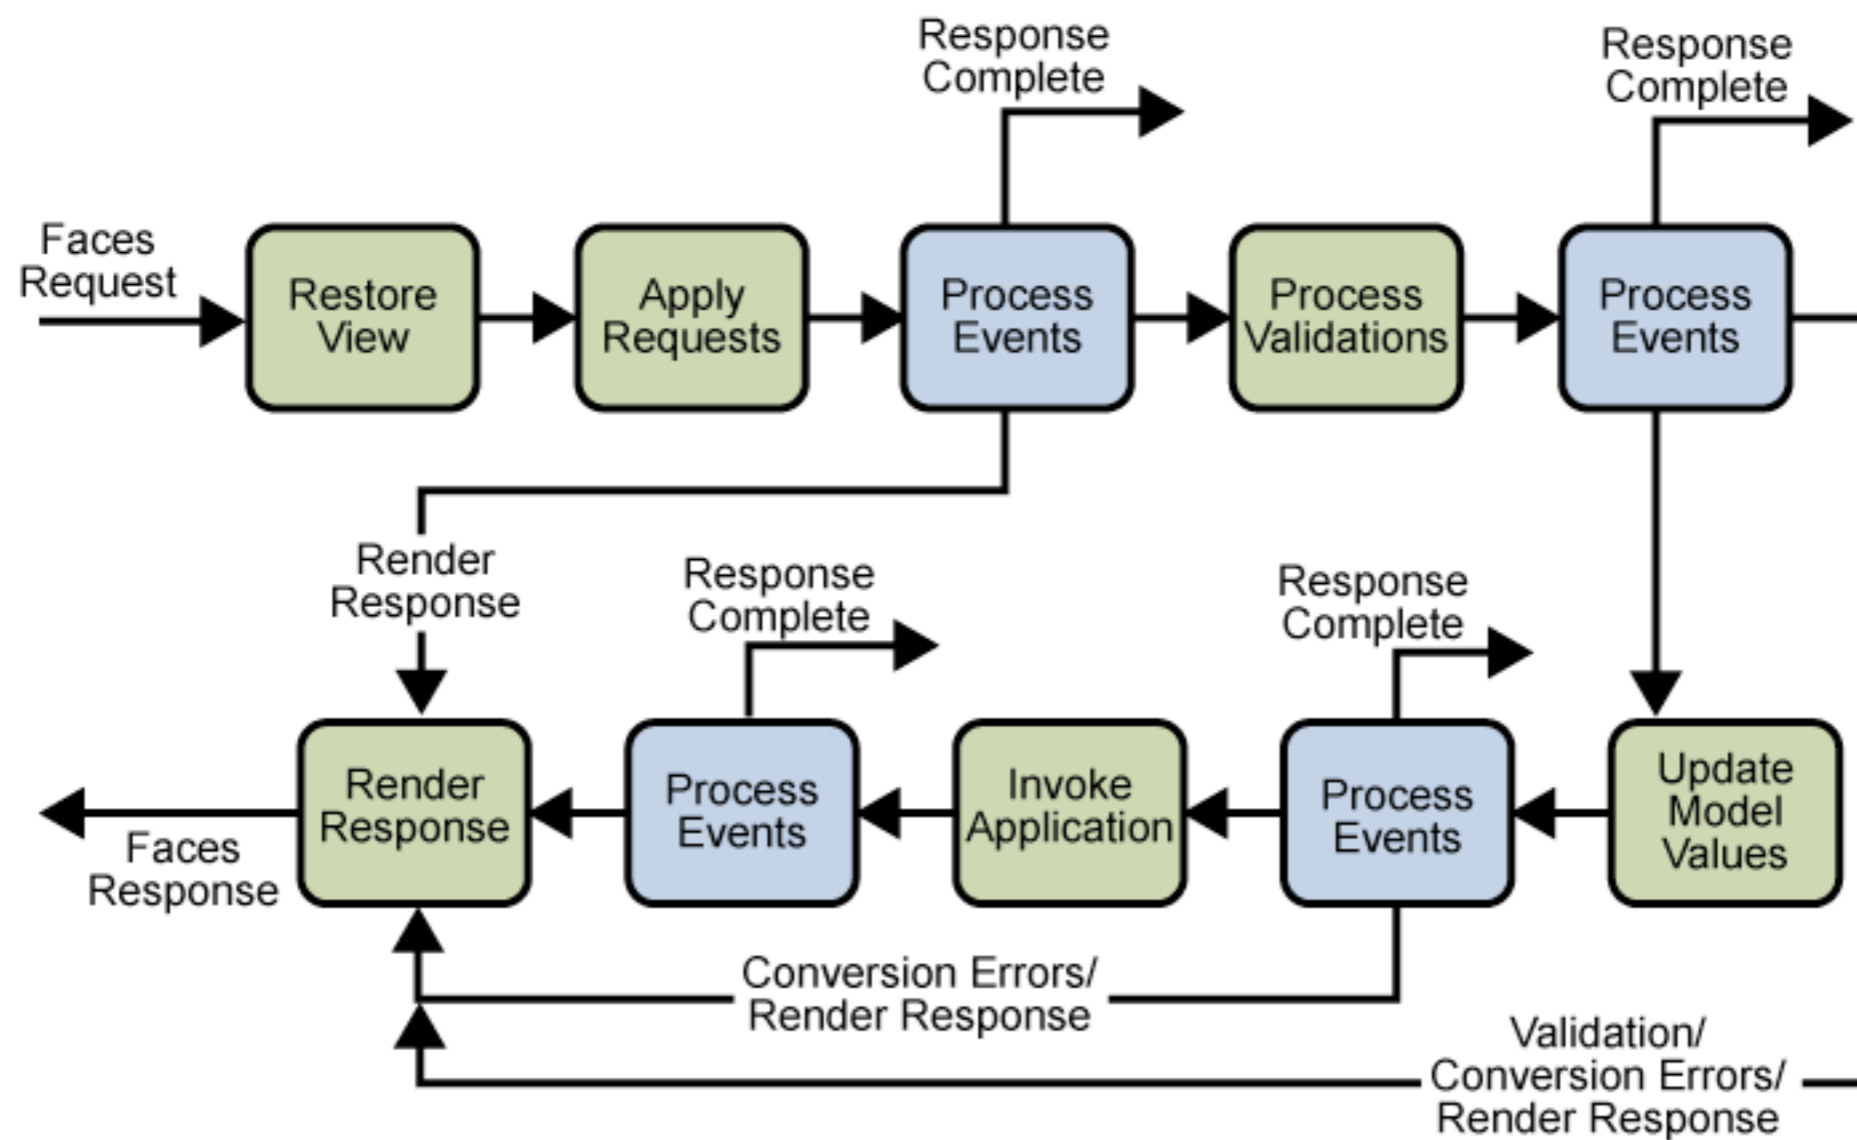 Response
Complete
Response
Complete
Faces
Request
Restore
View
Apply
Requests
Process
Events
Process
Validations
Process
Events
Render
Response
Response
Complete
Response
Complete
Render
Response
Process
Events
Invoke
Application
Process
Events
Update
Model
Values
Faces
Response
Conversion Errors/
Render Response
Validation/
Conversion Errors/
Render Response